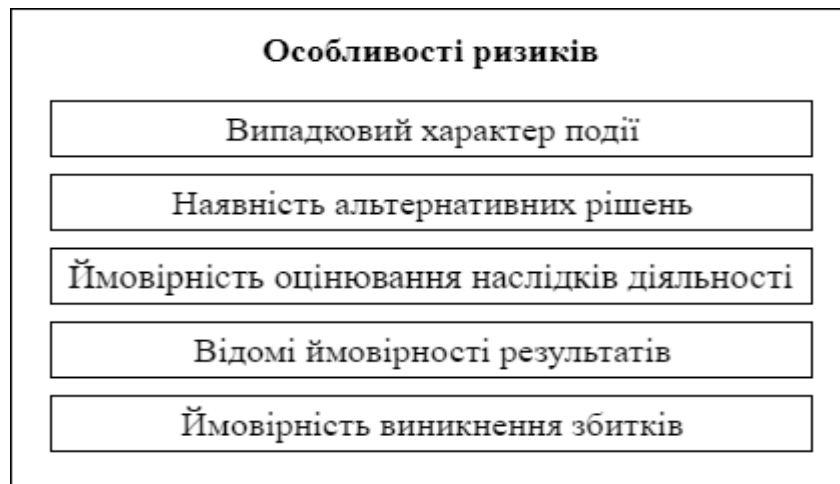 Особливості ризиків
Випадковий характер події
Наявність альтернативних рішень
Ймовірність оцінювання наслідків діяльності
Відомі ймовірності результатів
Ймовірність виникнення збитків